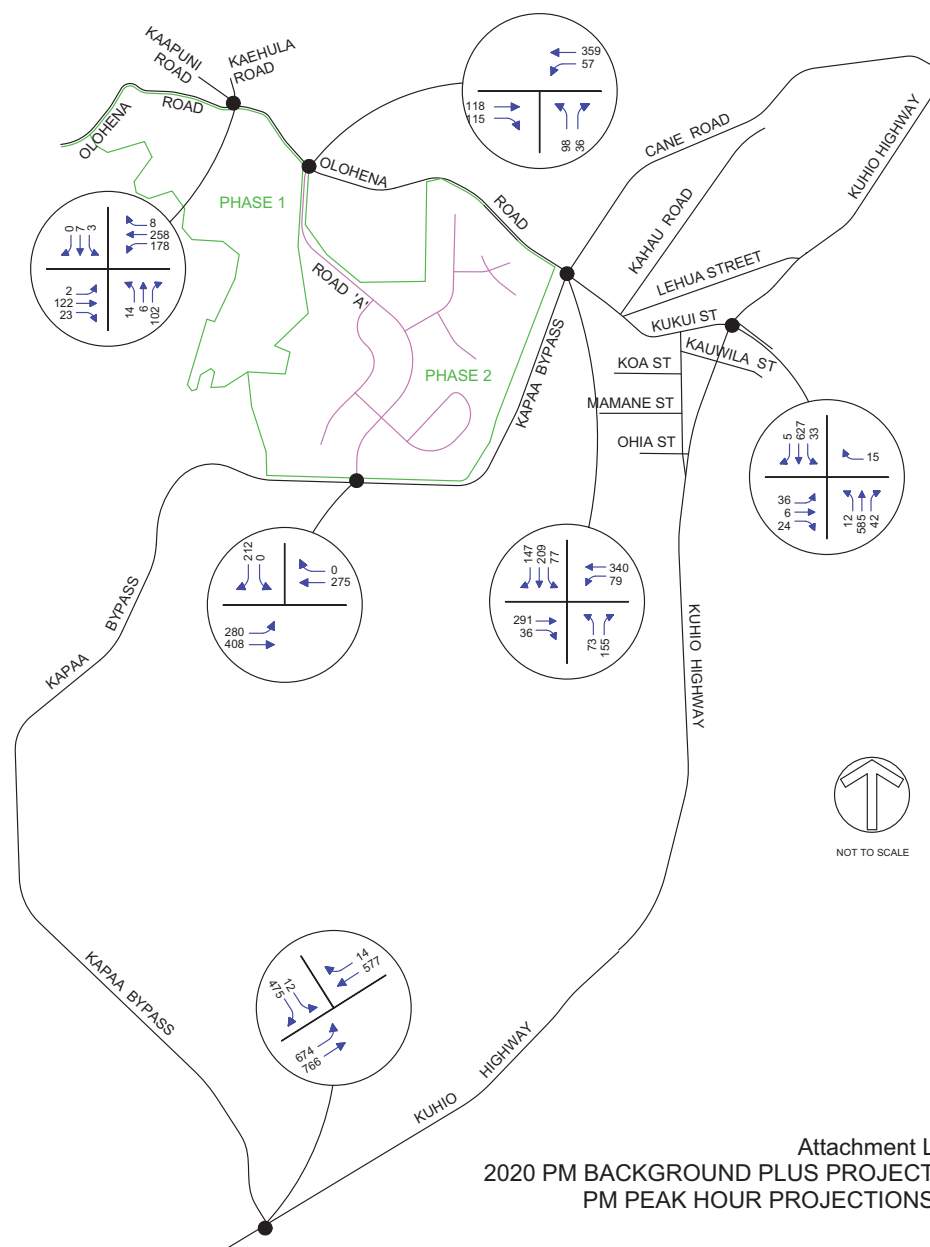 KAAPUNI
ROAD
KAEHULA
ROAD
OLOHENA
ROAD
359
57
118
115
98
36
OLOHENA
ROAD
CANE ROAD
KAHAU ROAD
KUHIO HIGHWAY
LEHUA STREET
KUKUI ST
KAUWILA ST
KOA ST
MAMANE ST
OHIA ST
PHASE 1
ROAD 'A'
PHASE 2
KAPAA BYPASS
0
7
3
8
258
178
2
122
23
14
6
102
5
627
33
15
36
6
24
12
585
42
212
0
0
275
280
408
147
209
77
340
79
291
36
73
155
KAPAA
BYPASS
KUHIO HIGHWAY
NOT TO SCALE
KAPAA BYPASS
475
12
14
577
674
766
KUHIO
HIGHWAY
Attachment L
2020 PM BACKGROUND PLUS PROJECT
PM PEAK HOUR PROJECTIONS